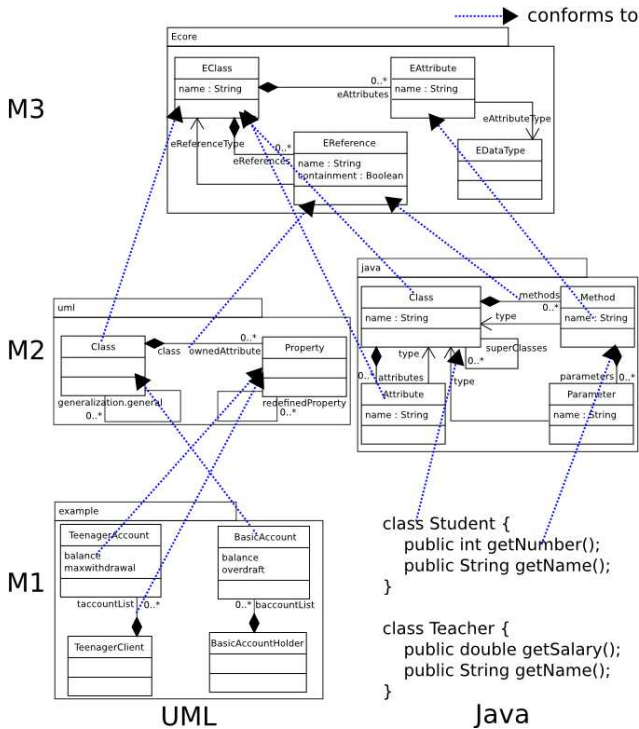 conforms to
Ecore
EClass
name : String
0..*
eAttributes
EAttribute
name : String
eAttributeType
EDataType
eReferenceType
0..*
eReferences
EReference
name : String
containment : Boolean
M3
uml
Class
class
ownedAttribute
0..*
Property
generalization.general
0..*
redefinedProperty
0..*
M2
java
Class
name : String
methods
0..*
Method
name : String
type
superClasses
0..*
type
type
0..
attributes
Attribute
name : String
parameters
0..*
Parameter
name : String
M1
example
TeenagerAccount
balance
maxwithdrawal
BasicAccount
balance
overdraft
taccountList
0..*
0..*
baccountList
TeenagerClient
BasicAccountHolder
UML
class Student {
public int getNumber();
public String getName();
}
class Teacher {
public double getSalary();
public String getName();
}
Java